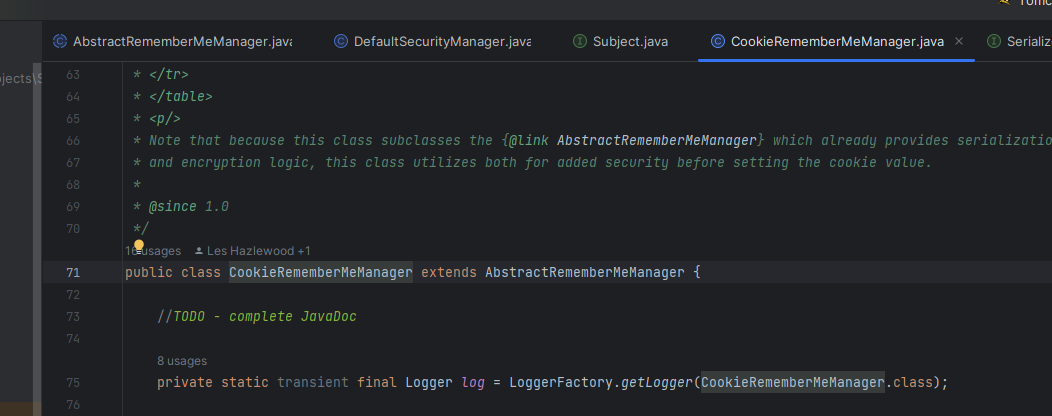 Tomc
AbstractRememberMeManager.java
DefaultSecurityManager.java
Subject.java
CookieRememberMeManager.java ×
Serialize
ojects\S
63 * </tr>
64 * </table>
65 * <p/>
66 * Note that because this class subclasses the {@link AbstractRememberMeManager} which already provides serializatio
67 * and encryption logic, this class utilizes both for added security before setting the cookie value.
68 *
69 * @since 1.0
70 */
usages Les Hazlewood +1
71 public class CookieRememberMeManager extends AbstractRememberMeManager {
72
73 //TODO - complete JavaDoc
74
8 usages
75 private static transient final Logger log = LoggerFactory.getLogger(CookieRememberMeManager.class);
76